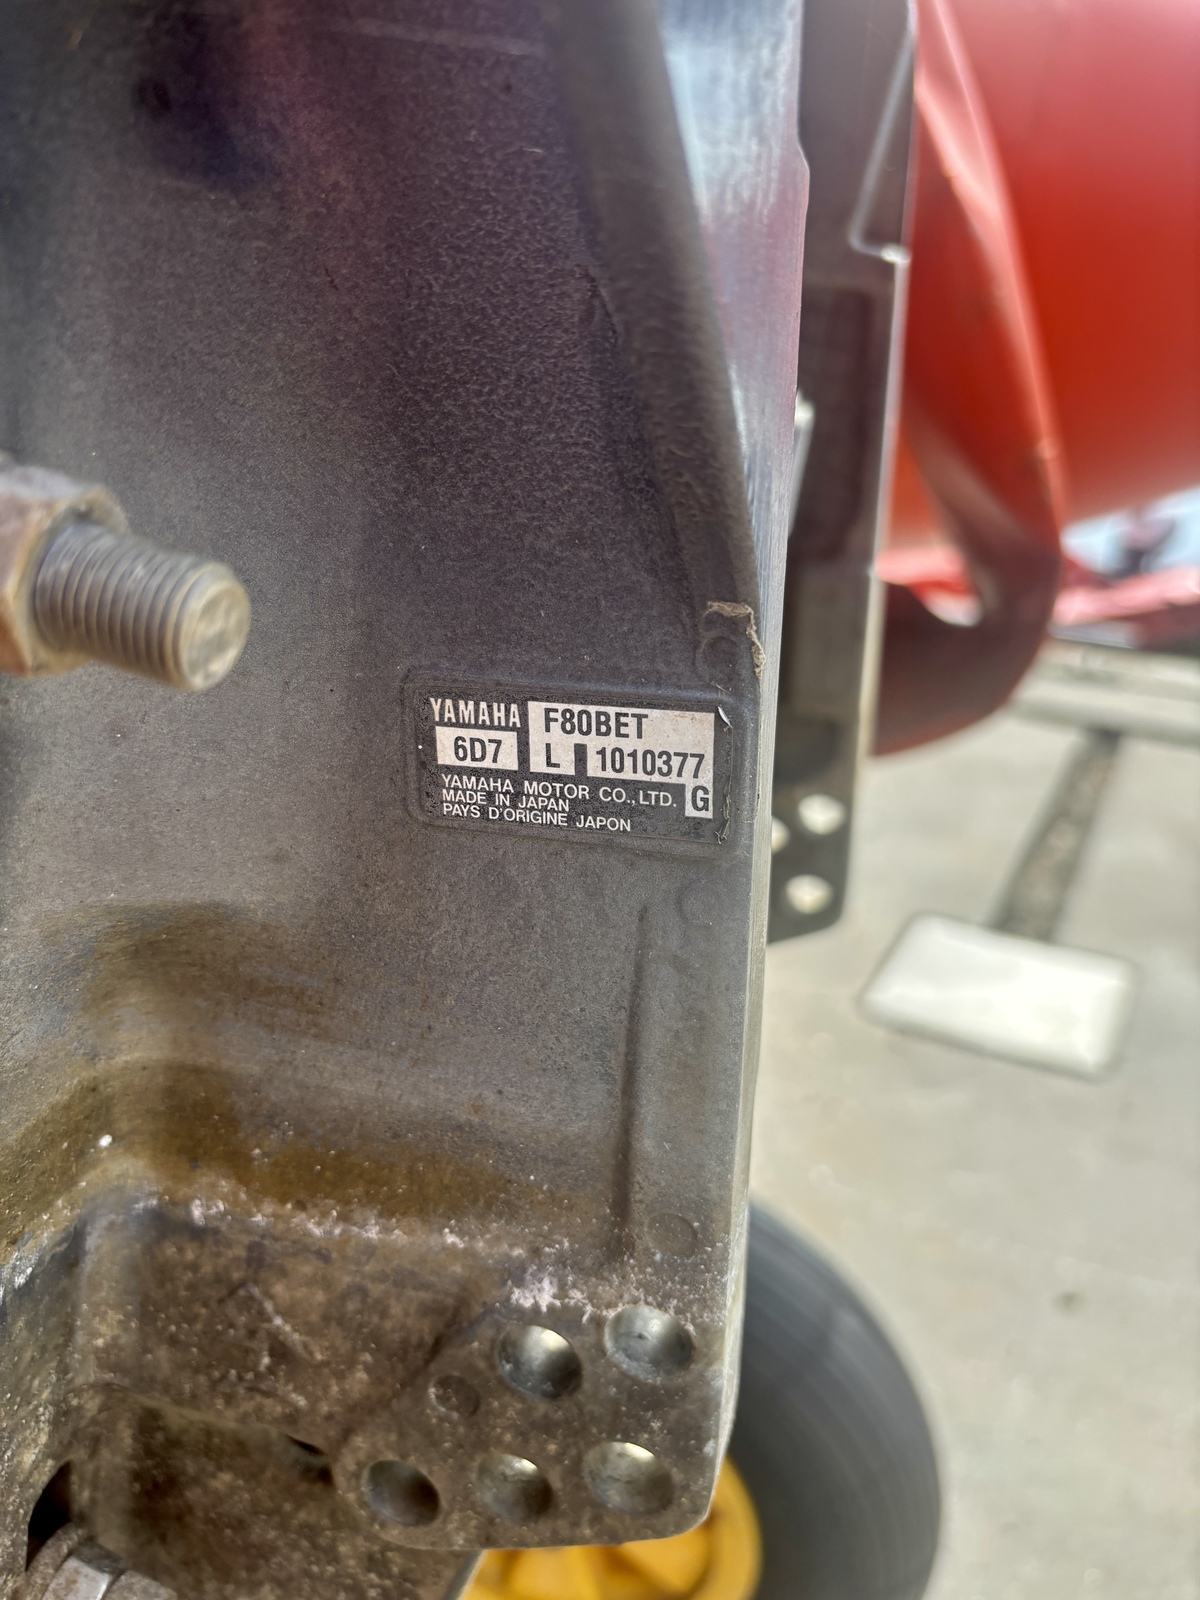 YAMAHA F80BET
6D7 L 1010377
YAMAHA MOTOR CO.,LTD. G
MADE IN JAPAN
PAYS D'ORIGINE JAPON